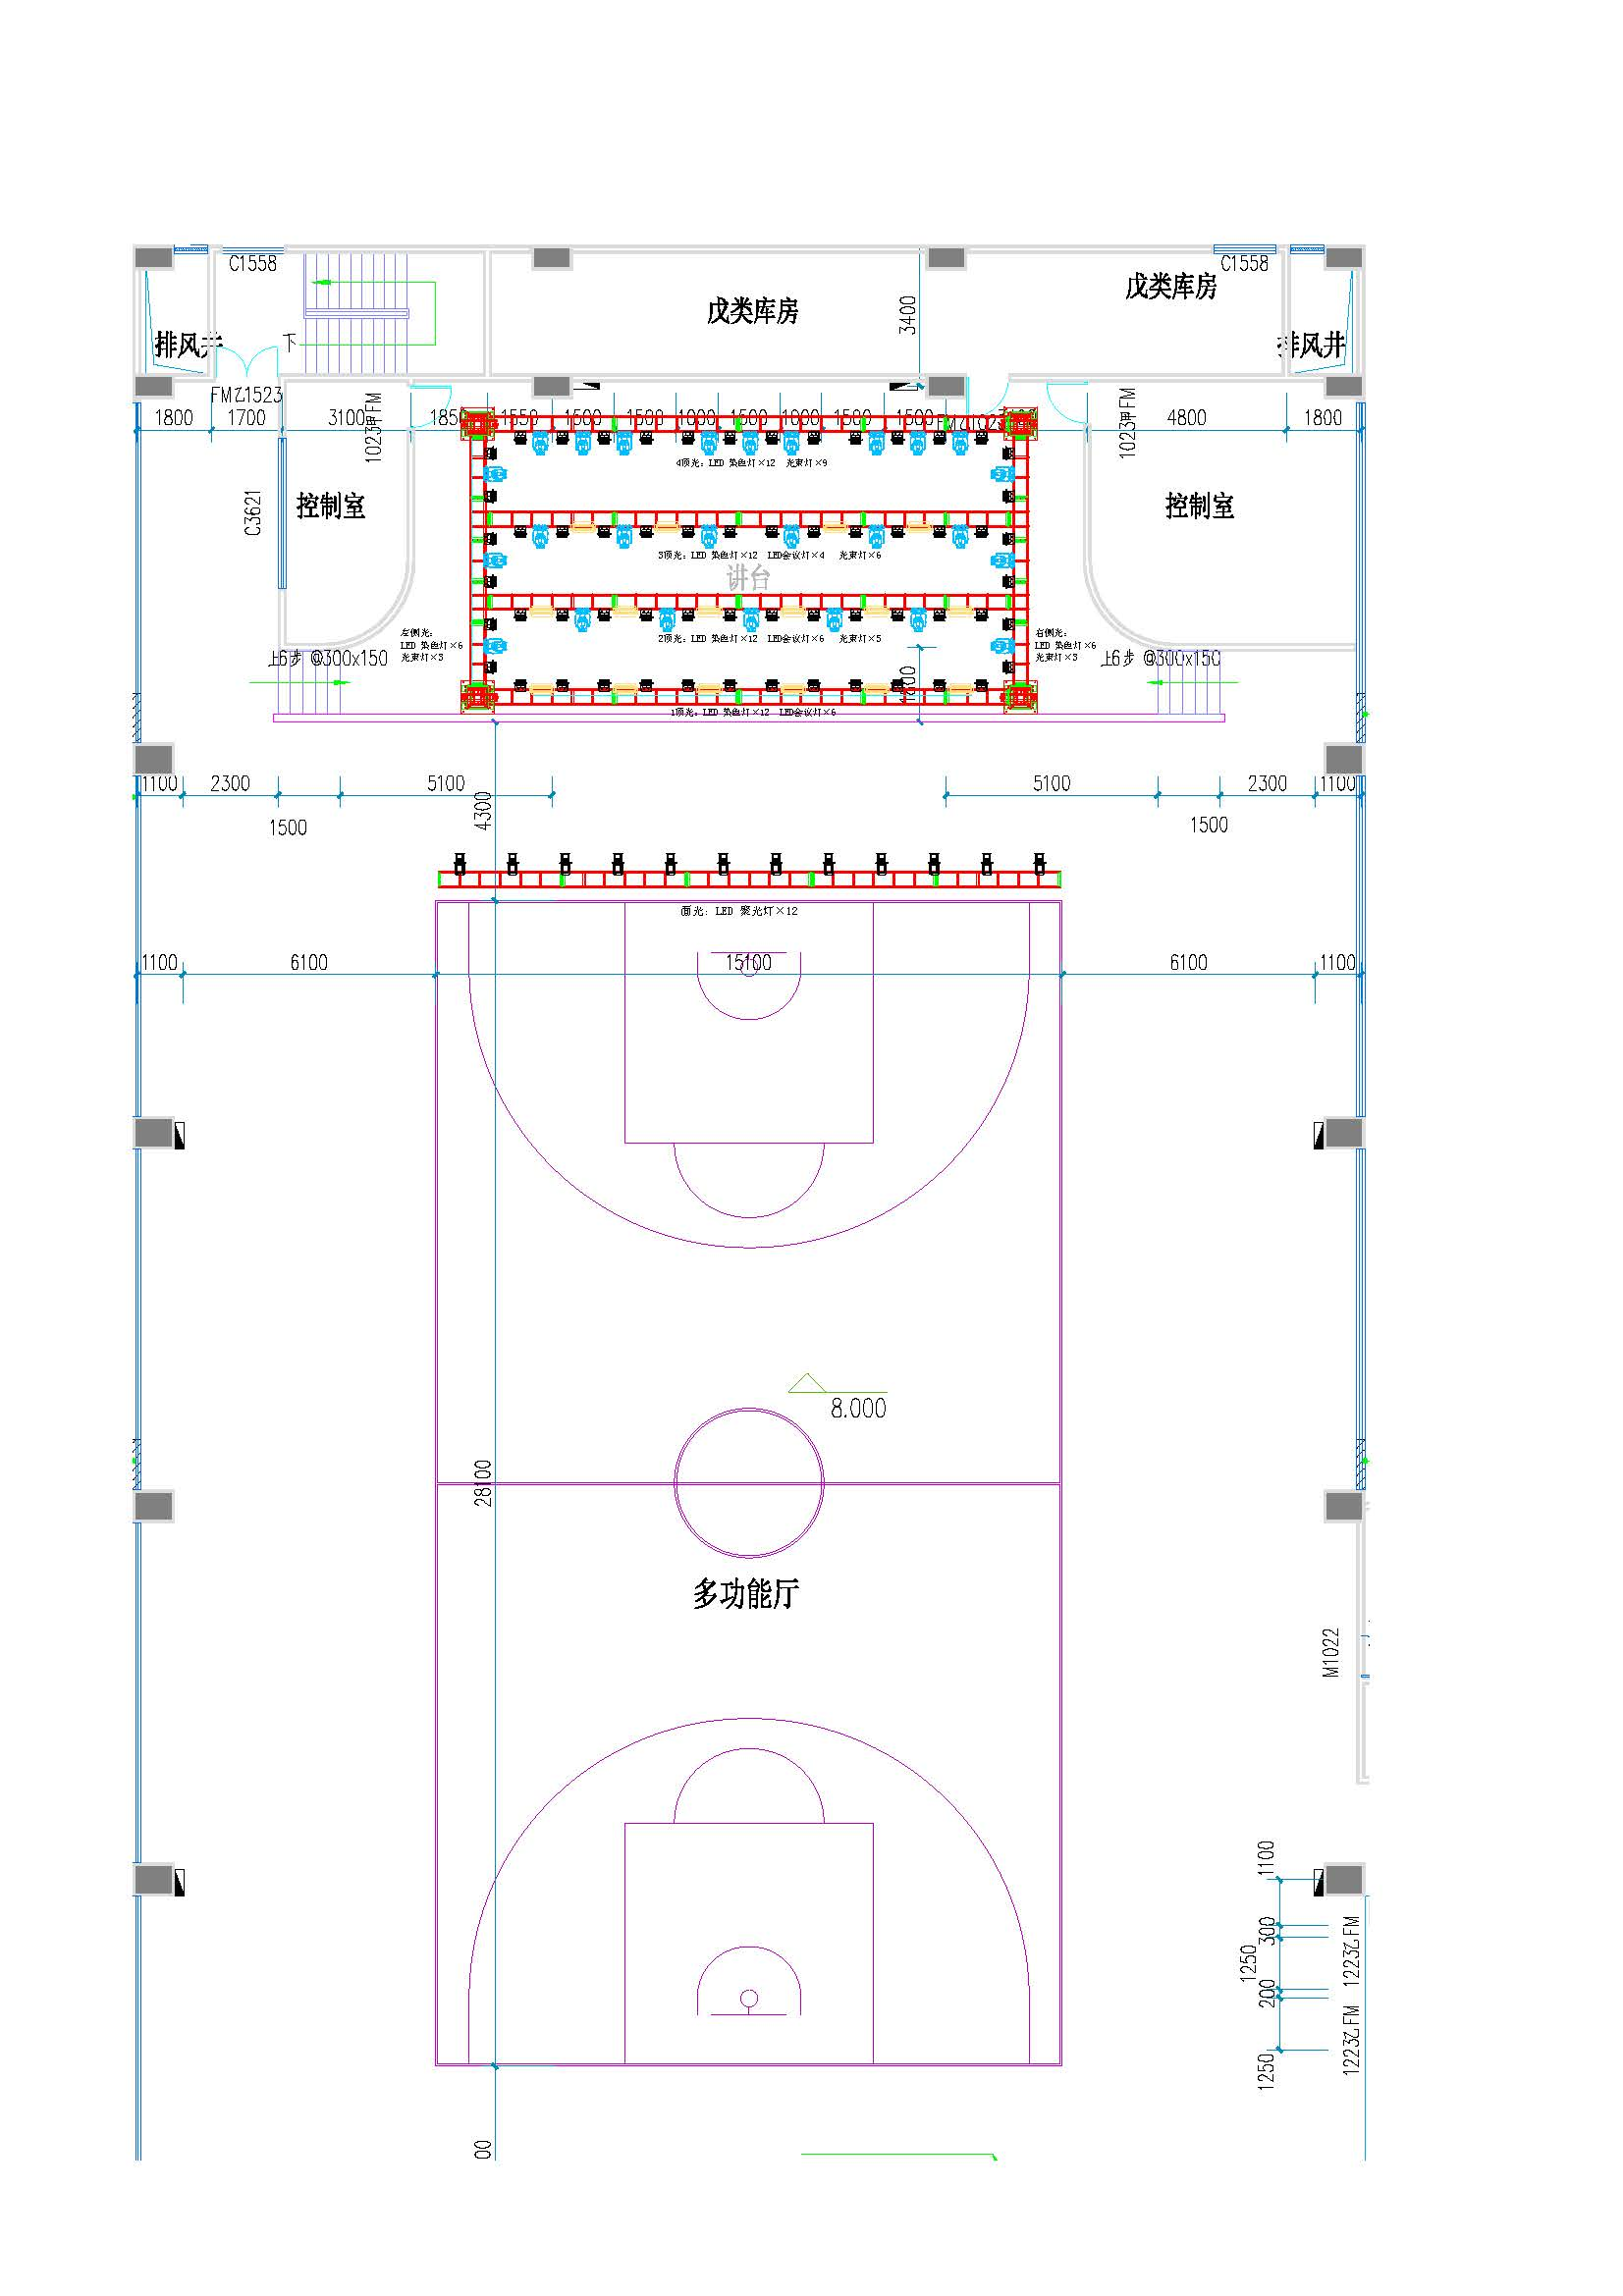 C1558
C1558
戊类库房
戊类库房
3400
排风井
下
排风井
FM乙1523
1023甲FM
1023甲FM
1800
1700
3100
1850
1550
1500
1500
1000
1500
1000
1500
1500
4800
1800
4顶光：LED 染色灯×12 光束灯×9
C3621
控制室
控制室
3顶光：LED 染色灯×12 LED会议灯×4 光束灯×6
讲台
左侧光：
LED 染色灯×6
光束灯×3
右侧光：
LED 染色灯×6
光束灯×3
2顶光：LED 染色灯×12 LED会议灯×6 光束灯×5
上6步 @300x150
上6步 @300x150
1顶光：LED 染色灯×12 LED会议灯×6
1100
2300
5100
4300
5100
2300
1100
1500
1500
面光：LED 聚光灯×12
1100
6100
15100
6100
1100
8.000
28100
多功能厅
M1022
1100
300
1250
200
1250
1223乙FM
1223乙FM
00